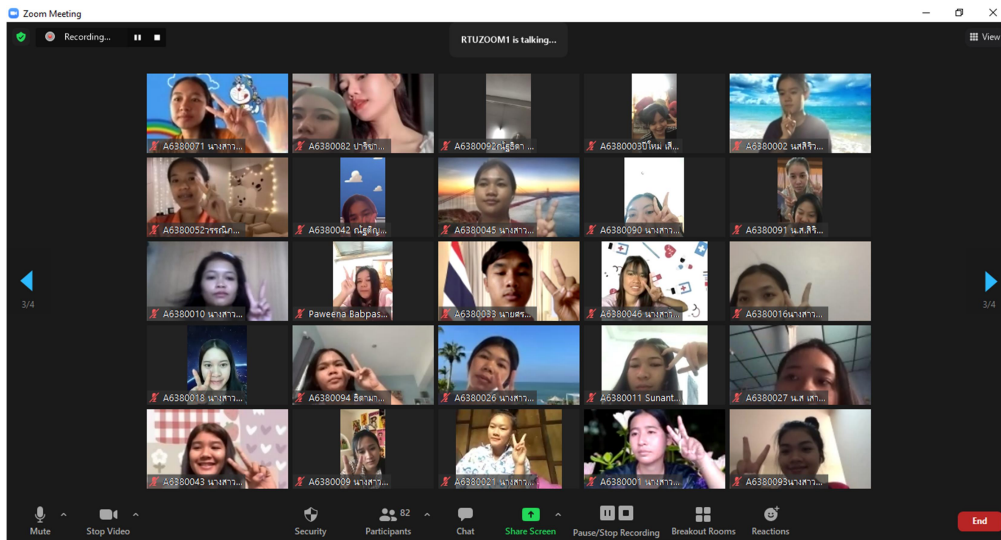 Zoom Meeting
Recording...
RTUZOOM1 is talking...
View
A6380071 นางสาว...
A6380082 ปาริชา...
A6380092ณัฐธิดา ...
A6380003ปีใหม่ เสี...
A6380002 นสสิริว...
A6380052วรรณิภ...
A6380042 ณัฐติญ...
A6380045 นางสาว...
A6380090 นางสาว...
A6380091 น.ส.สิริ...
3/4
3/4
A6380010 นางสาว...
Paweena Babpas...
A6380033 นายศร...
A6380046 นางสาว...
A6380016นางสาว...
A6380018 นางสาว...
A6380094 ธิดามา...
A6380026 นางสาว...
A6380011 Sunant...
A6380027 น.ส เสา...
A6380043 นางสาว...
A6380009 นางสาว...
A6380021 นางสาว...
A6380001 นางสาว...
A6380093นางสาว...
82
Mute
Stop Video
Security
Participants
Chat
Share Screen
Pause/Stop Recording
Breakout Rooms
Reactions
End